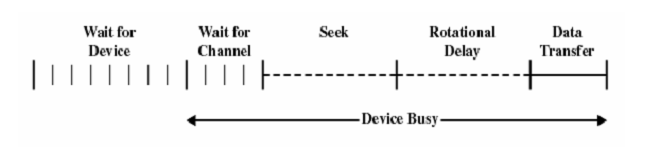 Wait for
Device
Wait for
Channel
Seek
Rotational
Delay
Data
Transfer
Device Busy